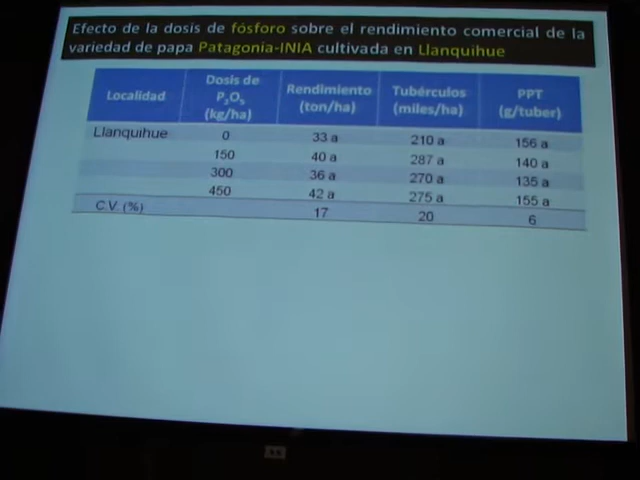 Efecto de la dosis de fósforo sobre el rendimiento comercial de la
variedad de papa Patagonia-INIA cultivada en Llanquihue
Localidad Dosis de P₂O₅ (kg/ha) Rendimiento (ton/ha) Tubérculos (miles/ha) PPT (g/tuber)
Llanquihue 0 33 a 210 a 156 a
150 40 a 287 a 140 a
300 36 a 270 a 135 a
450 42 a 275 a 155 a
C.V. (%) 17 20 6